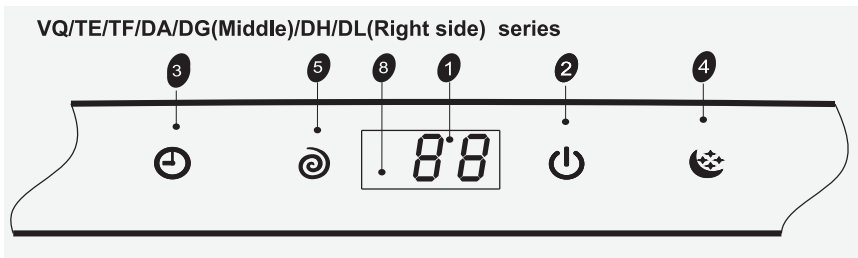 VQ/TE/TF/DA/DG(Middle)/DH/DL(Right side) series
3 5 8 1 2 4
88